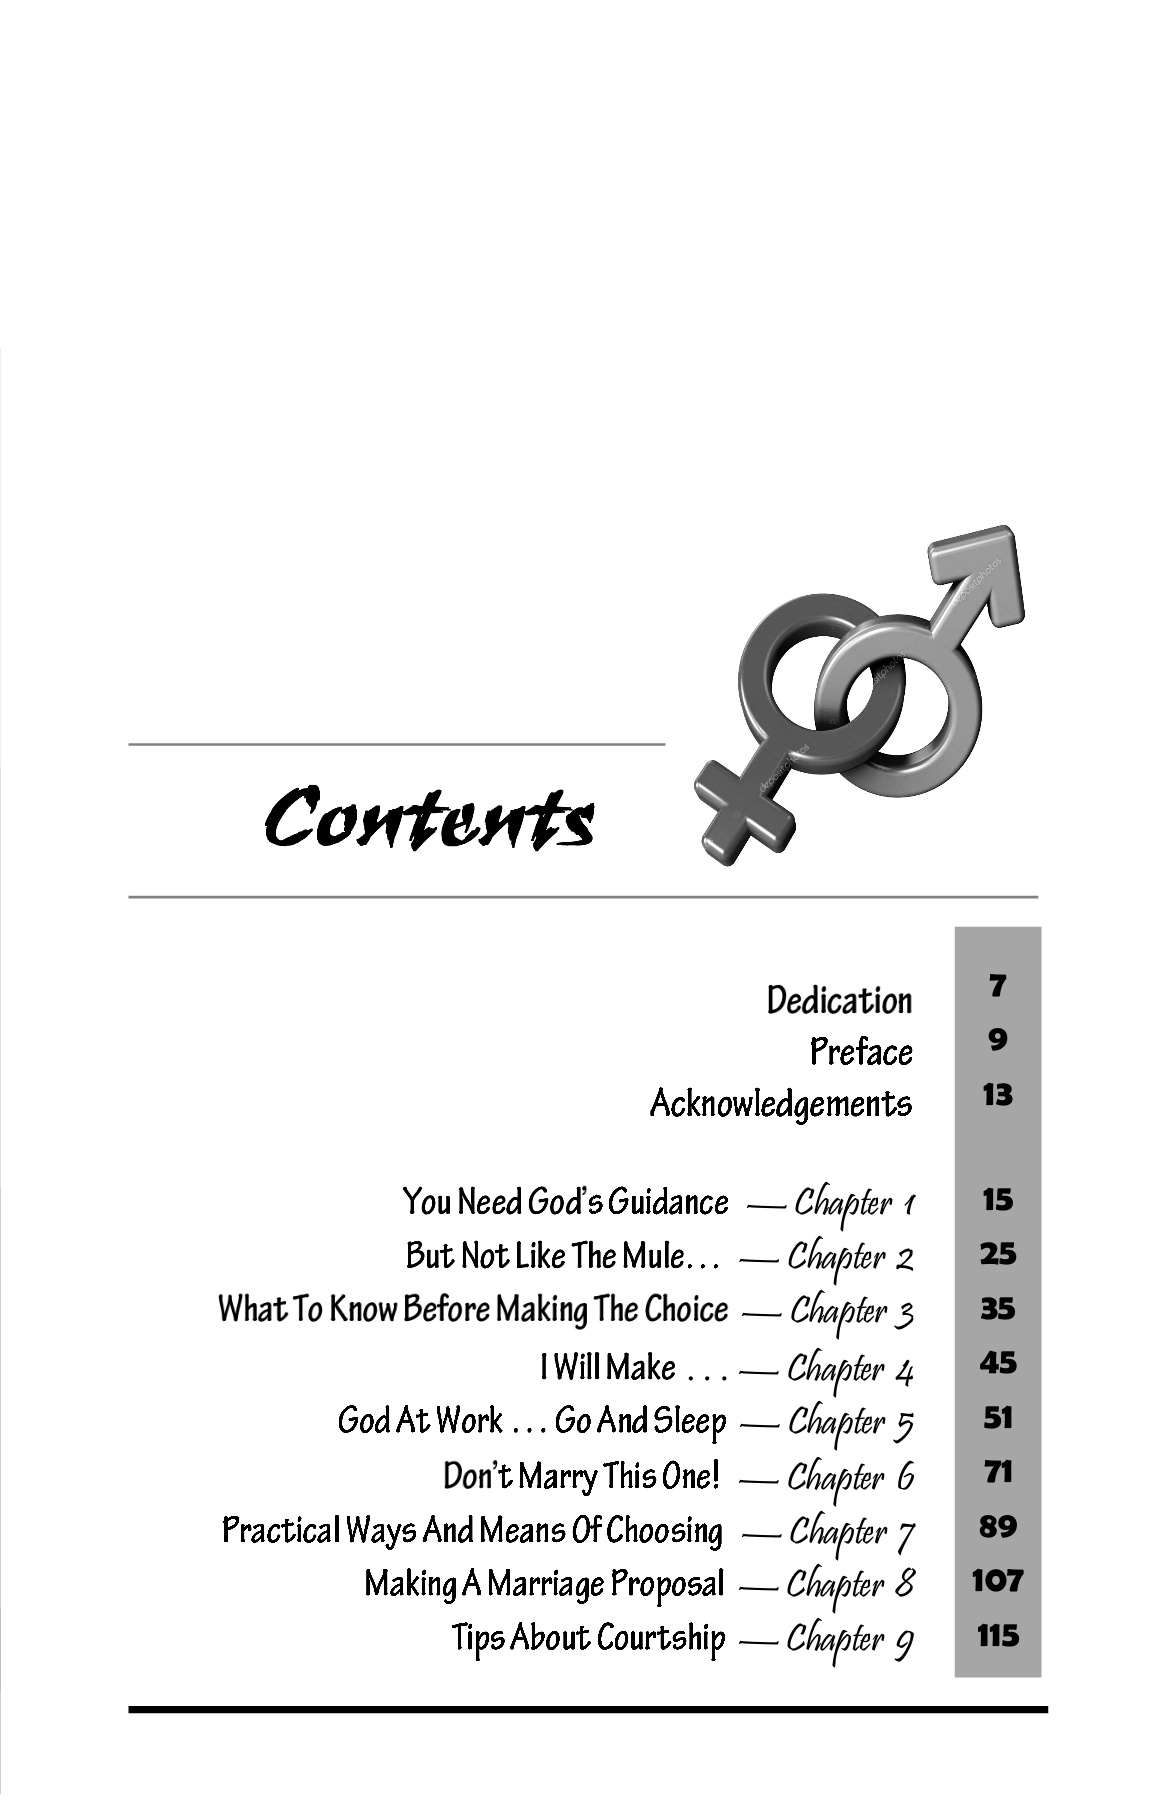 depositphotos
depositphotos
depositphotos
Contents
Dedication 7
Preface 9
Acknowledgements 13
You Need God's Guidance — Chapter 1 15
But Not Like The Mule... — Chapter 2 25
What To Know Before Making The Choice — Chapter 3 35
I Will Make ... — Chapter 4 45
God At Work ... Go And Sleep — Chapter 5 51
Don't Marry This One! — Chapter 6 71
Practical Ways And Means Of Choosing — Chapter 7 89
Making A Marriage Proposal — Chapter 8 107
Tips About Courtship — Chapter 9 115